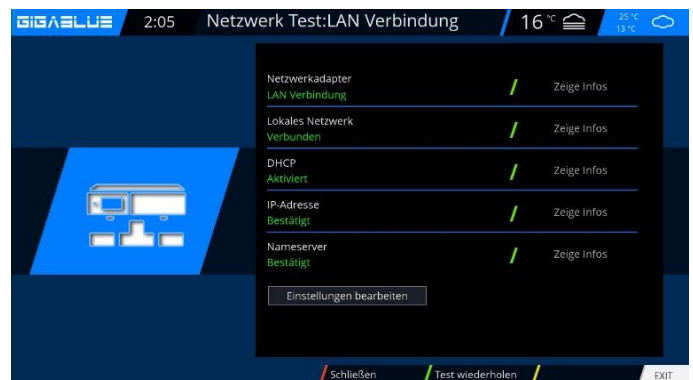 GIGABLUE 2:05 Netzwerk Test:LAN Verbindung 16 °C 25 °C
13 °C
Netzwerkadapter
LAN Verbindung Zeige Infos
Lokales Netzwerk
Verbunden Zeige Infos
DHCP
Aktiviert Zeige Infos
IP-Adresse
Bestätigt Zeige Infos
Nameserver
Bestätigt Zeige Infos
Einstellungen bearbeiten
Schließen Test wiederholen EXIT